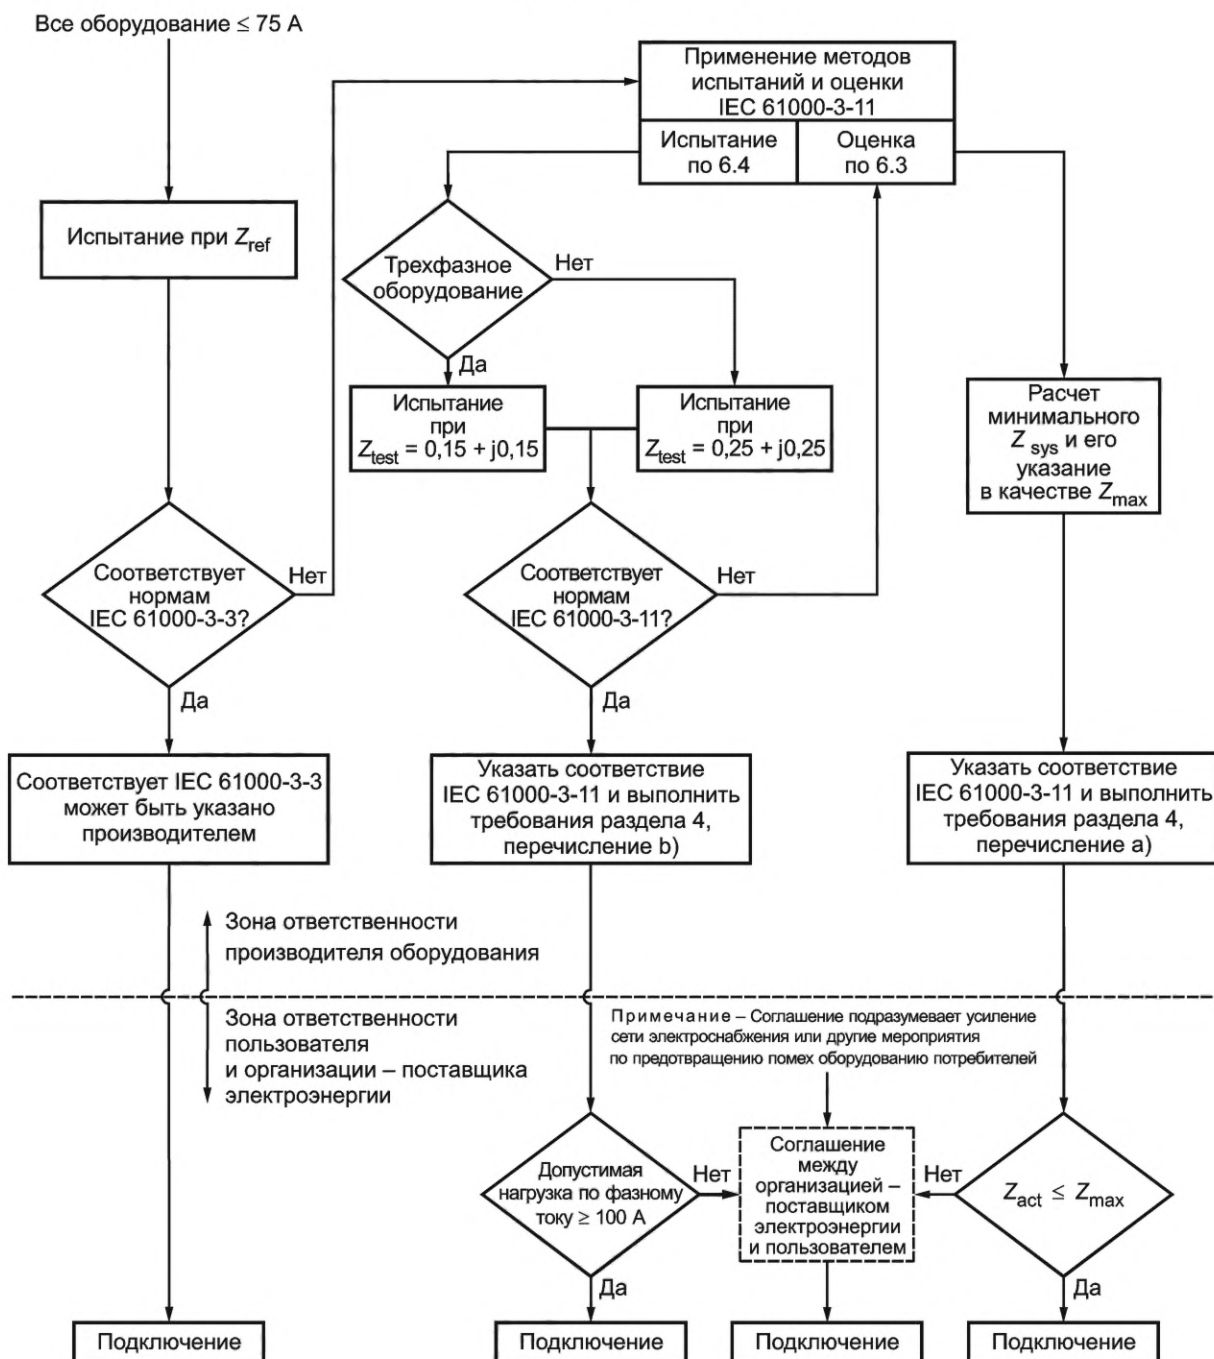 Все оборудование ≤ 75 А
Применение методов
испытаний и оценки
IEC 61000-3-11
Испытание
по 6.4
Оценка
по 6.3
Испытание при Zref
Трехфазное
оборудование
Нет
Да
Испытание
при
Ztest = 0,15 + j0,15
Испытание
при
Ztest = 0,25 + j0,25
Расчет
минимального
Z sys и его
указание
в качестве Zmax
Соответствует
нормам
IEC 61000-3-3?
Нет
Да
Соответствует
нормам
IEC 61000-3-11?
Нет
Да
Соответствует IEC 61000-3-3
может быть указано
производителем
Указать соответствие
IEC 61000-3-11 и выполнить
требования раздела 4,
перечисление b)
Указать соответствие
IEC 61000-3-11 и выполнить
требования раздела 4,
перечисление a)
Зона ответственности
производителя оборудования
Зона ответственности
пользователя
и организации – поставщика
электроэнергии
Примечание – Соглашение подразумевает усиление
сети электроснабжения или другие мероприятия
по предотвращению помех оборудованию потребителей
Допустимая
нагрузка по фазному
току ≥ 100 А
Нет
Да
Соглашение
между
организацией –
поставщиком
электроэнергии
и пользователем
Нет
Zact ≤ Zmax
Да
Подключение
Подключение
Подключение
Подключение